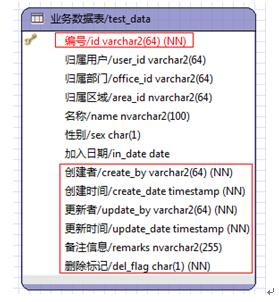 业务数据表/test_data
编号/id varchar2(64) (NN)
归属用户/user_id varchar2(64)
归属部门/office_id varchar2(64)
归属区域/area_id nvarchar2(64)
名称/name nvarchar2(100)
性别/sex char(1)
加入日期/in_date date
创建者/create_by varchar2(64) (NN)
创建时间/create_date timestamp (NN)
更新者/update_by varchar2(64) (NN)
更新时间/update_date timestamp (NN)
备注信息/remarks nvarchar2(255)
删除标记/del_flag char(1) (NN)